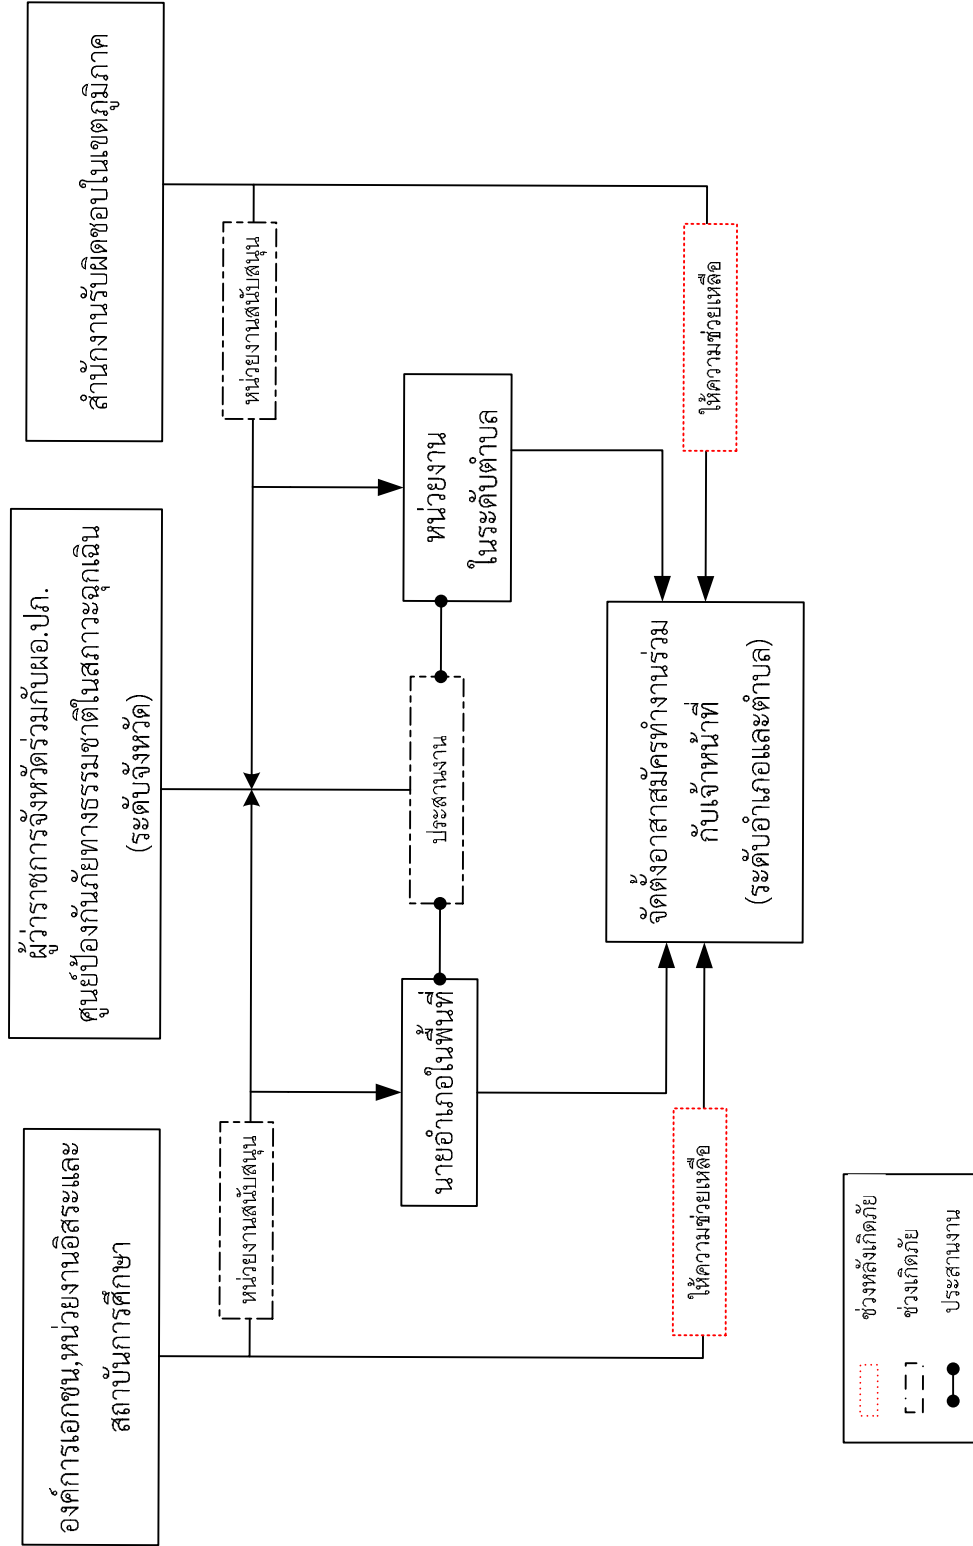 องค์การเอกชน,หน่วยงานอิสระและ
สถาบันการศึกษา
ผู้ว่าราชการจังหวัดร่วมกับผอ.ปภ.
ศูนย์ป้องกันภัยทางธรรมชาติในสภาวะฉุกเฉิน
(ระดับจังหวัด)
สำนักงานรับผิดชอบในเขตภูมิภาค
หน่วยงานสนับสนุน
หน่วยงานสนับสนุน
นายอำเภอในพื้นที่
ประสานงาน
หน่วยงาน
ในระดับตำบล
ให้ความช่วยเหลือ
จัดตั้งอาสาสมัครทำงานร่วม
กับเจ้าหน้าที่
(ระดับอำเภอและตำบล)
ให้ความช่วยเหลือ
ช่วงหลังเกิดภัย
ช่วงเกิดภัย
ประสานงาน